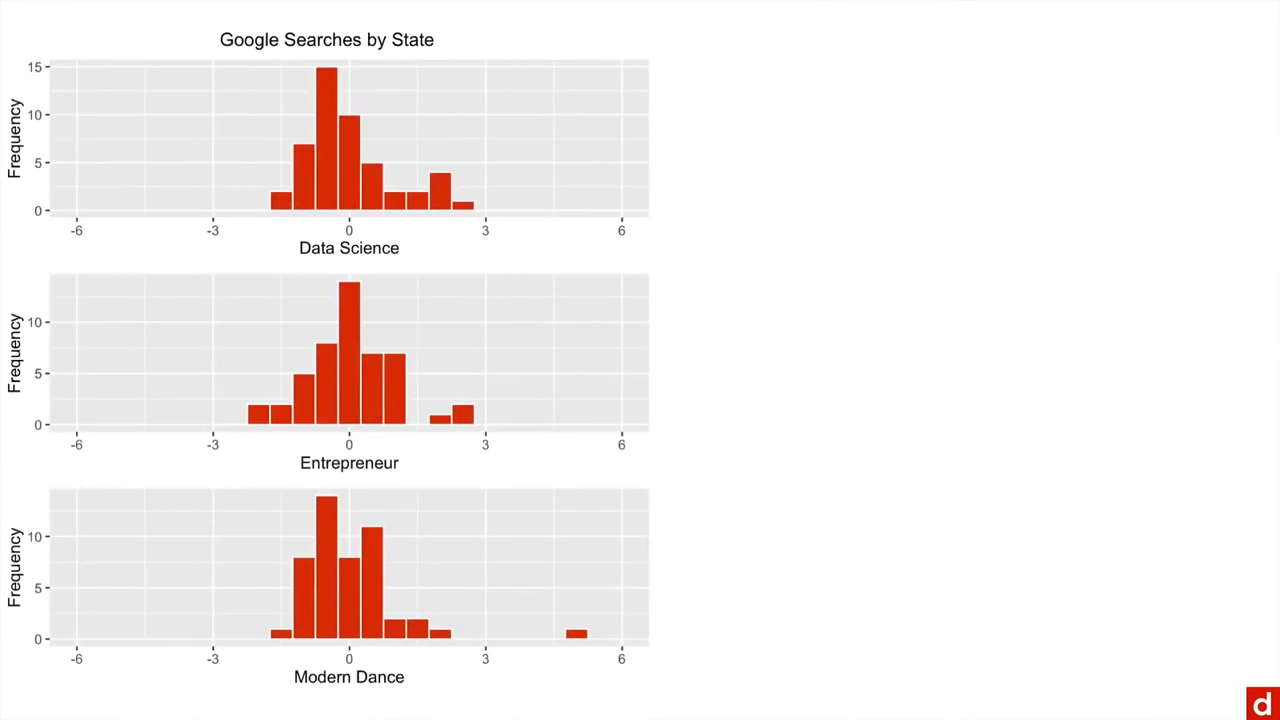 Google Searches by State
Frequency
15
10
5
0
-6 -3 0 3 6
Data Science
Frequency
10
5
0
-6 -3 0 3 6
Entrepreneur
Frequency
10
5
0
-6 -3 0 3 6
Modern Dance
d